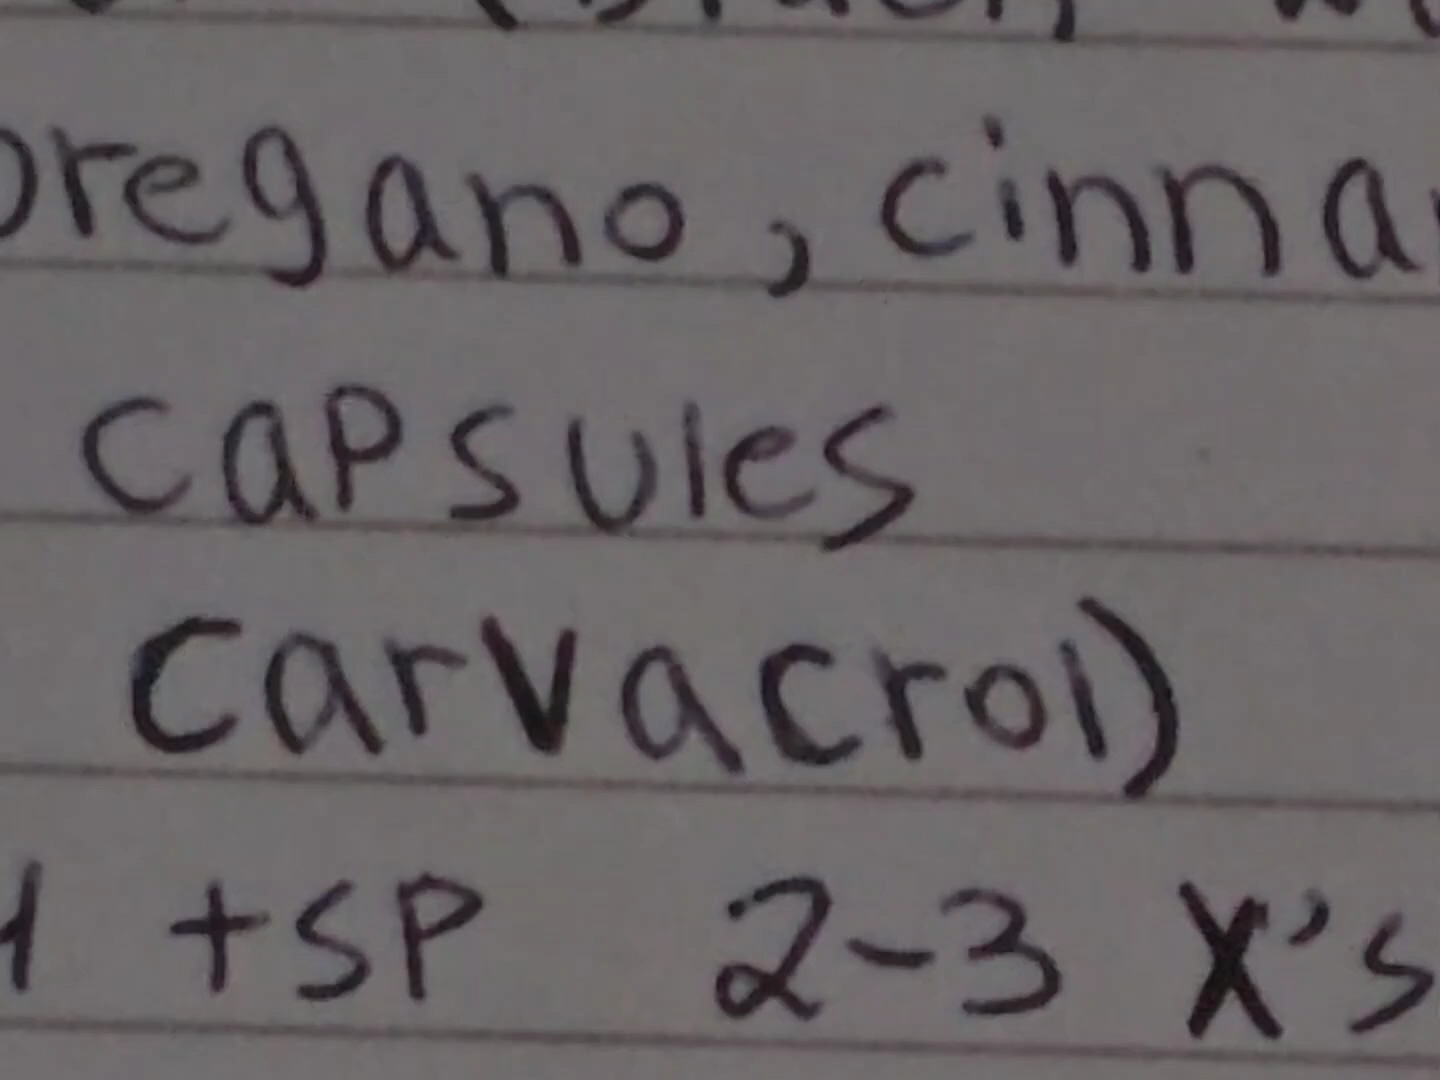 oregano, cinna
capsules
carvacrol)
1 tsp 2-3 x's